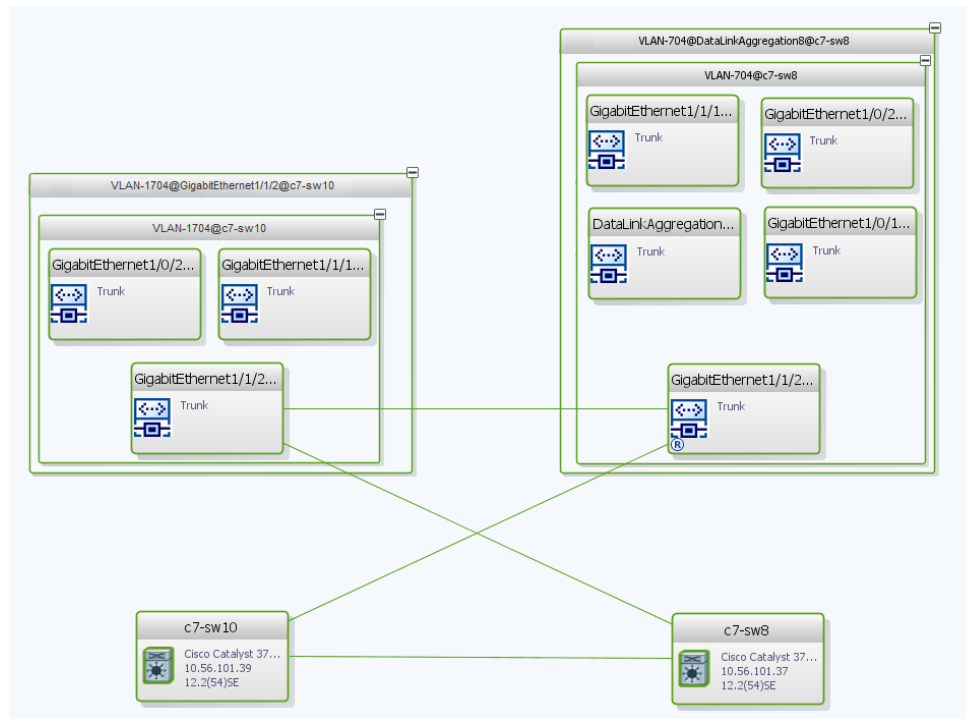 VLAN-704@DataLinkAggregation8@c7-sw8
VLAN-704@c7-sw8
GigabitEthernet1/1/1...
Trunk
GigabitEthernet1/0/2...
Trunk
DataLinkAggregation...
Trunk
GigabitEthernet1/0/1...
Trunk
GigabitEthernet1/1/2...
Trunk
R
VLAN-1704@GigabitEthernet1/1/2@c7-sw10
VLAN-1704@c7-sw10
GigabitEthernet1/0/2...
Trunk
GigabitEthernet1/1/1...
Trunk
GigabitEthernet1/1/2...
Trunk
c7-sw10
Cisco Catalyst 37...
10.56.101.39
12.2(54)SE
c7-sw8
Cisco Catalyst 37...
10.56.101.37
12.2(54)SE